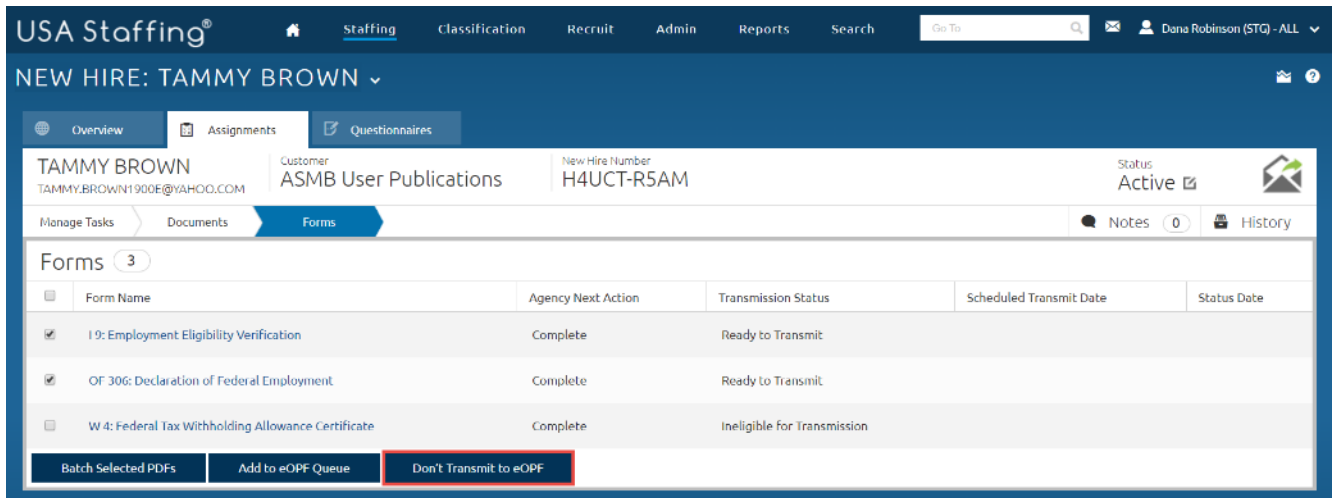 USA Staffing® Staffing Classification Recruit Admin Reports Search Go To Dana Robinson (STG) - ALL
NEW HIRE: TAMMY BROWN
Overview Assignments Questionnaires
TAMMY BROWN Customer New Hire Number Status
TAMMY.BROWN1900E@YAHOO.COM ASMB User Publications H4UCT-R5AM Active
Manage Tasks Documents Forms Notes 0 History
Forms 3
Form Name Agency Next Action Transmission Status Scheduled Transmit Date Status Date
I 9: Employment Eligibility Verification Complete Ready to Transmit
OF 306: Declaration of Federal Employment Complete Ready to Transmit
W 4: Federal Tax Withholding Allowance Certificate Complete Ineligible for Transmission
Batch Selected PDFs Add to eOPF Queue Don't Transmit to eOPF